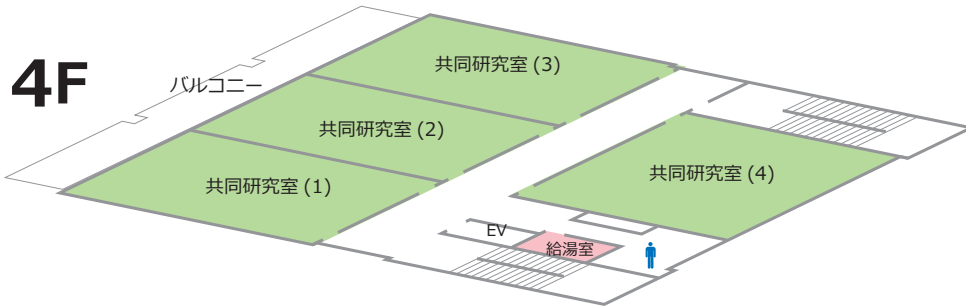 4F
バルコニー
共同研究室 (3)
共同研究室 (2)
共同研究室 (1)
共同研究室 (4)
EV
給湯室